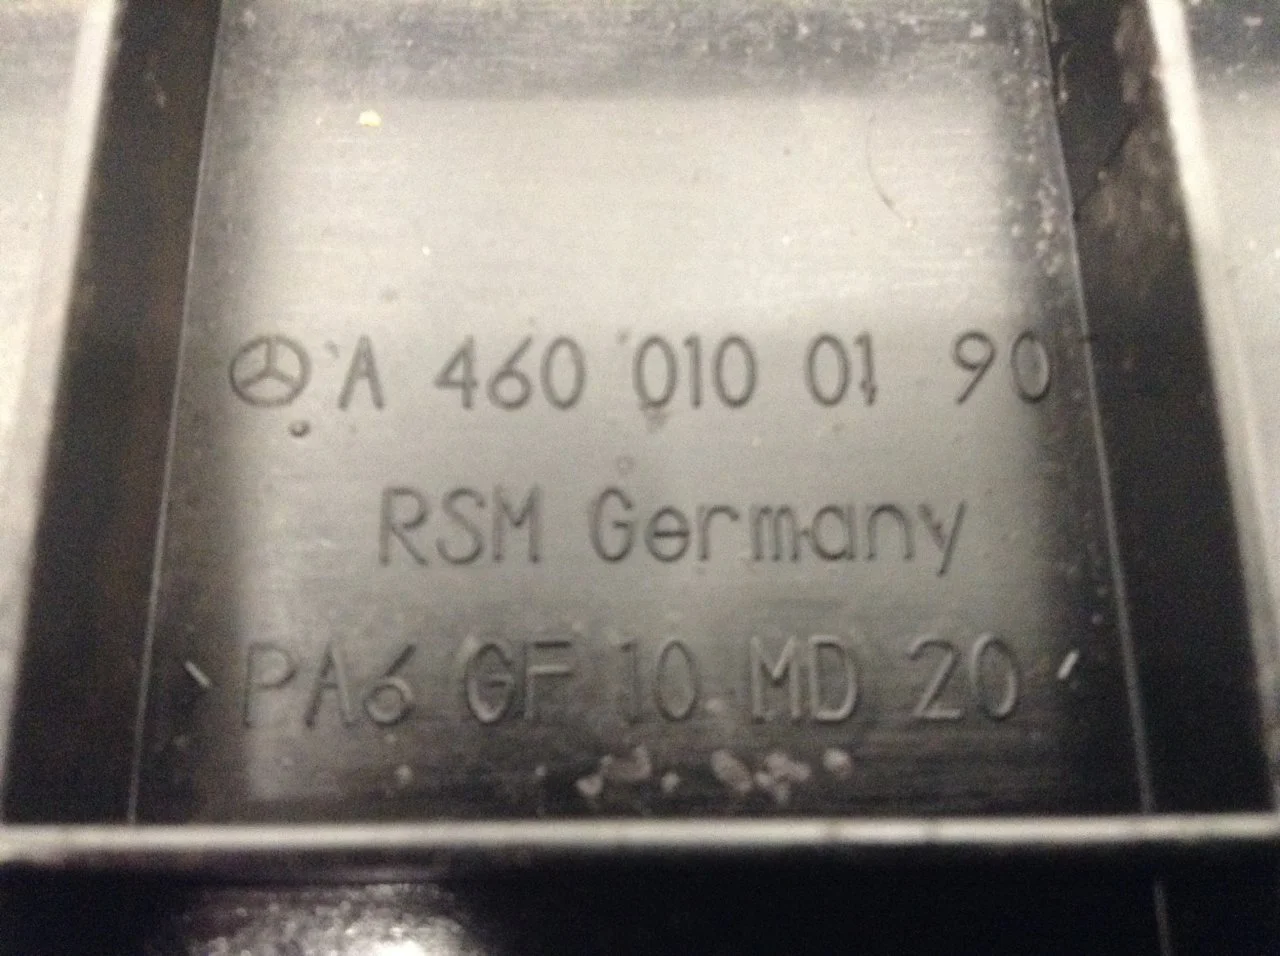 A 460 010 01 90
RSM Germany
>PA6 GF 10 MD 20<